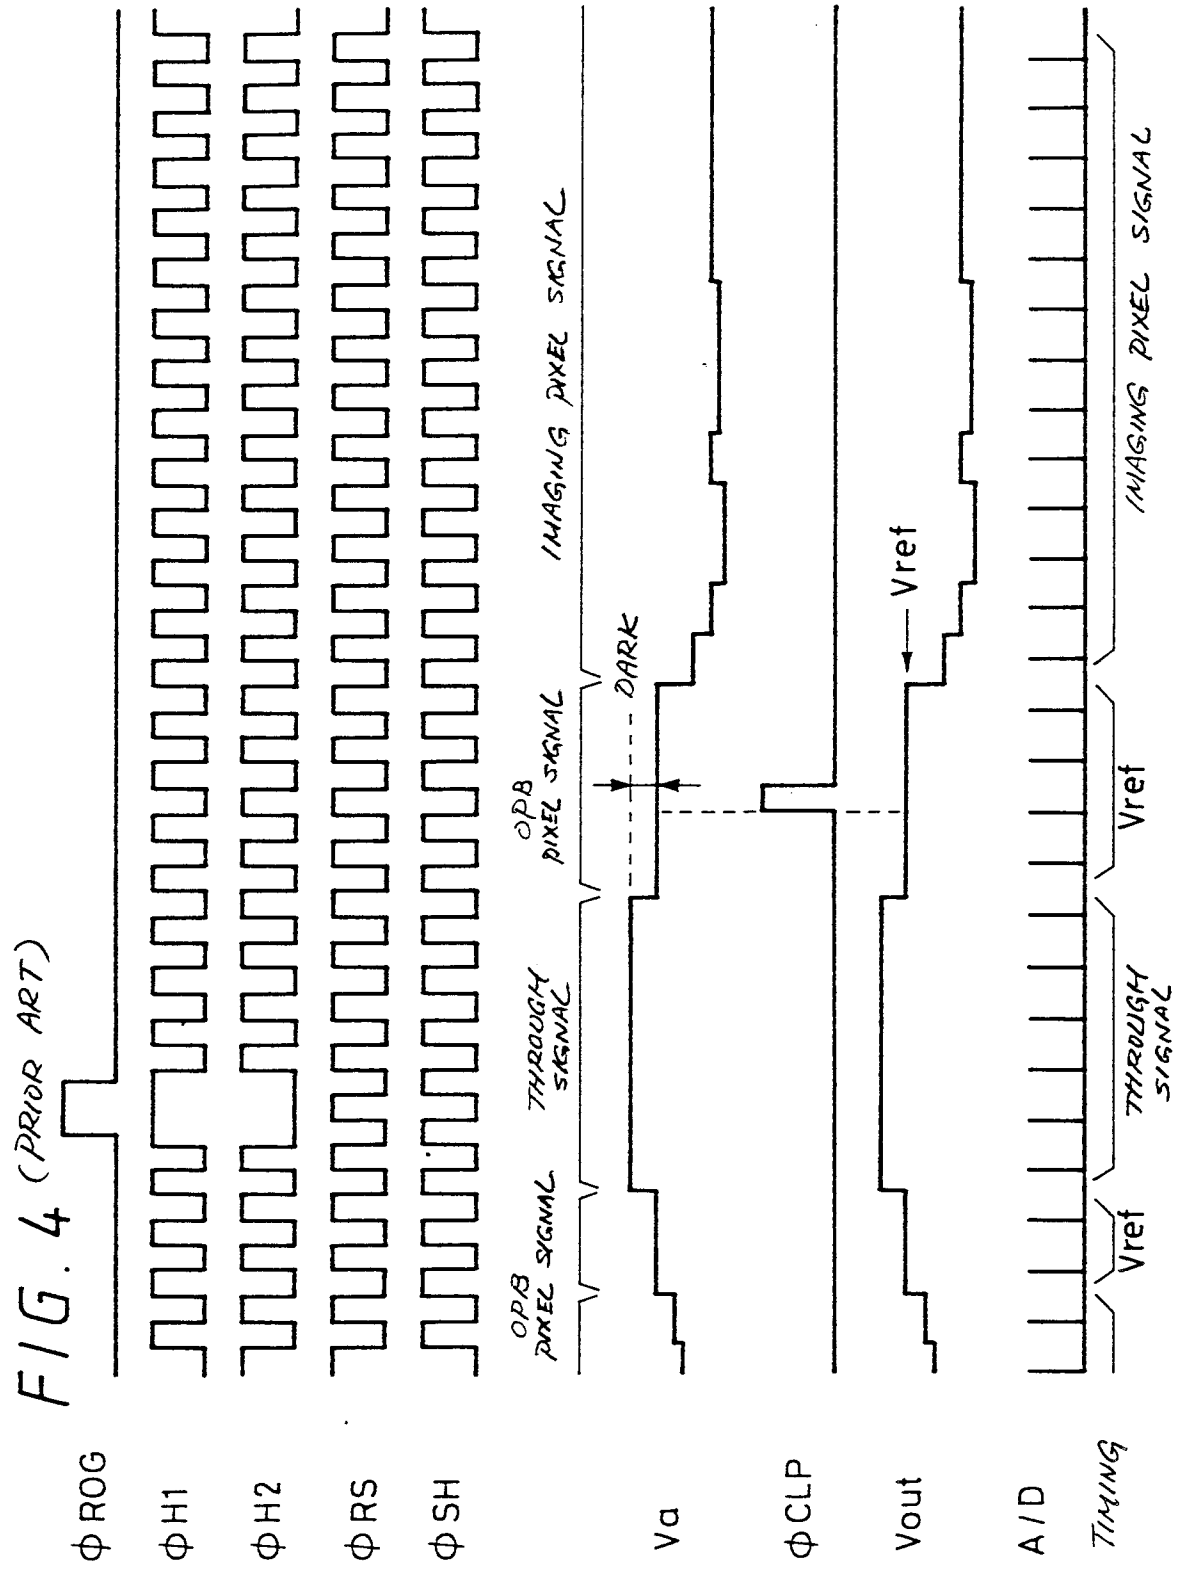 FIG. 4 (PRIOR ART)
ΦROG
ΦH1
ΦH2
ΦRS
ΦSH
OPB
PIXEL SIGNAL
THROUGH
SIGNAL
OPB
PIXEL SIGNAL
IMAGING PIXEL SIGNAL
DARK
Va
ΦCLP
Vout
Vref
A/D
TIMING
Vref
THROUGH
SIGNAL
Vref
IMAGING PIXEL SIGNAL